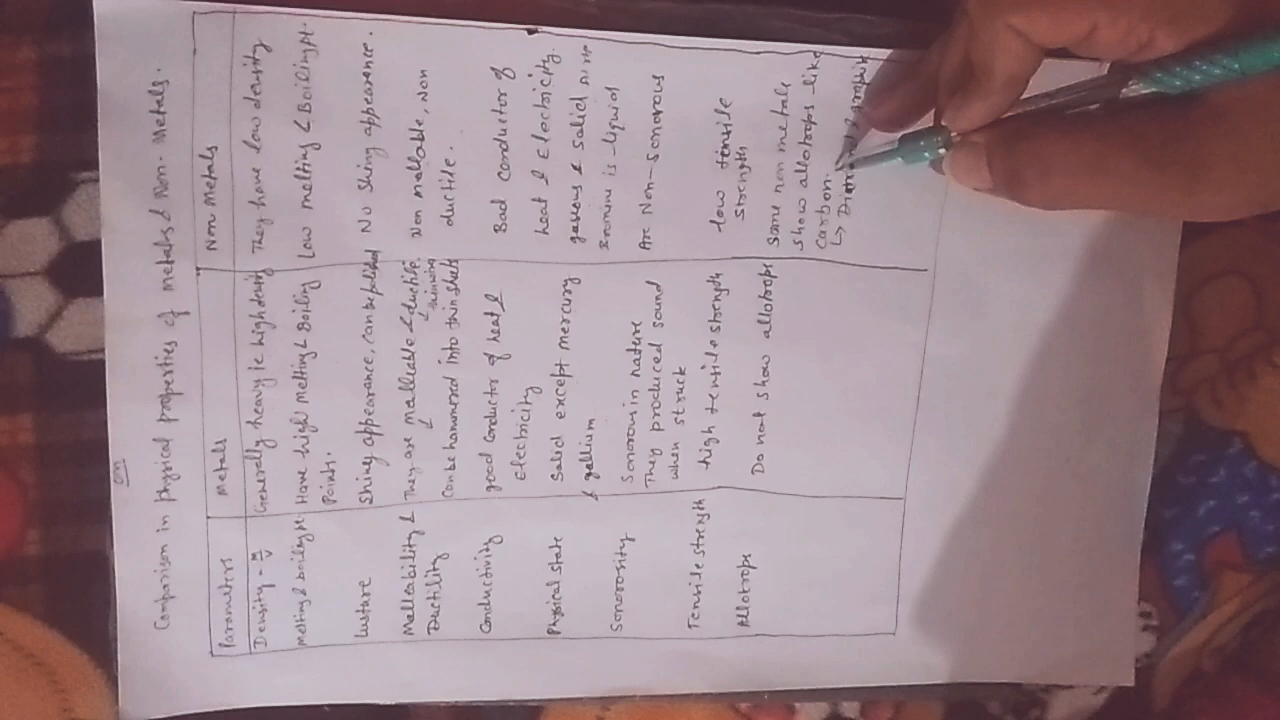 om
Comparison in physical properties of metals & Non-Metals.
Parameters Metals Non Metals
Density = M/V Generally heavy ie high density They have low density
Melting & boiling pt. Have high melting & Boiling Low melting & Boiling pt.
Points.
Lusture Shiny appearance, can be polished No shing appearance.
Malleability & They are malleable & ductile. Non mallable, Non
Ductility Can be hammered into thin sheets ductile.
Conductivity good conductor of heat & Bad conductor of
Electricity heat & Electricity.
Physical state Solid except mercury gaseous & solid
& gallium Bromine is liquid
Sonorosity Sonorous in nature Are Non-Sonorous
They produced sound
when struck
Tensile strength high tensile strength low tensile
strength
Allotrops Do not show allotrops Some non metals
show allotrops like
carbon.